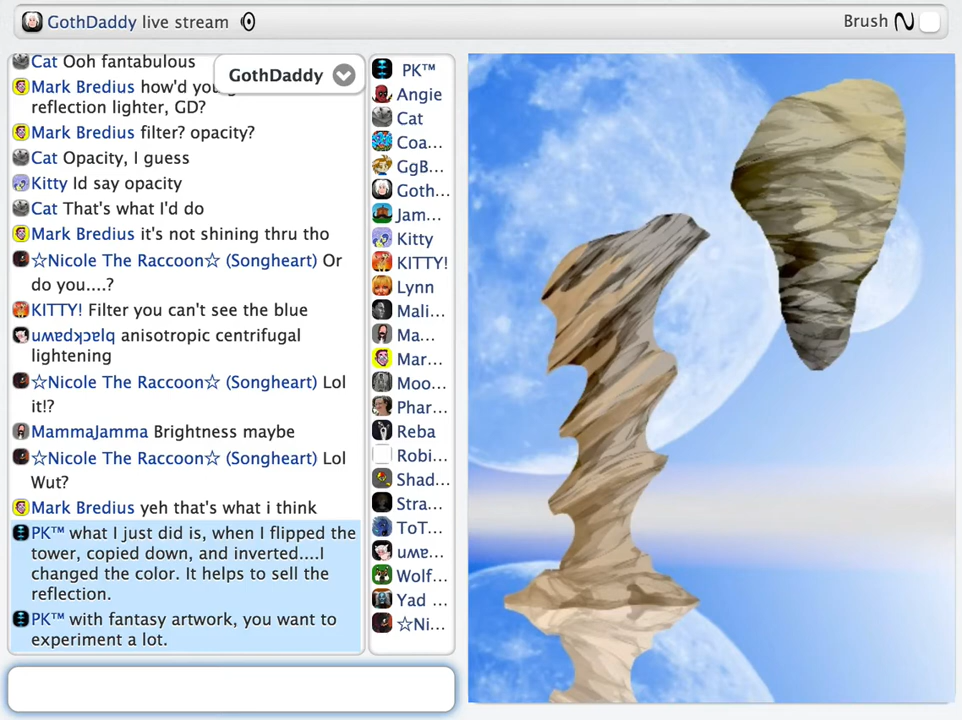 GothDaddy live stream
Brush
Cat Ooh fantabulous
GothDaddy
Mark Bredius how'd yo
reflection lighter, GD?
Mark Bredius filter? opacity?
Cat Opacity, I guess
Kitty Id say opacity
Cat That's what I'd do
Mark Bredius it's not shining thru tho
☆Nicole The Raccoon☆ (Songheart) Or
do you....?
KITTY! Filter you can't see the blue
uʍɐdʞɔɐlq anisotropic centrifugal
lightening
☆Nicole The Raccoon☆ (Songheart) Lol
it!?
MammaJamma Brightness maybe
☆Nicole The Raccoon☆ (Songheart) Lol
Wut?
Mark Bredius yeh that's what i think
PK™ what I just did is, when I flipped the
tower, copied down, and inverted....I
changed the color. It helps to sell the
reflection.
PK™ with fantasy artwork, you want to
experiment a lot.
PK™
Angie
Cat
Coa...
GgB...
Goth...
Jam...
Kitty
KITTY!
Lynn
Mali...
Ma...
Mar...
Moo...
Phar...
Reba
Robi...
Shad...
Stra...
ToT...
uʍɐ...
Wolf...
Yad ...
☆Ni...